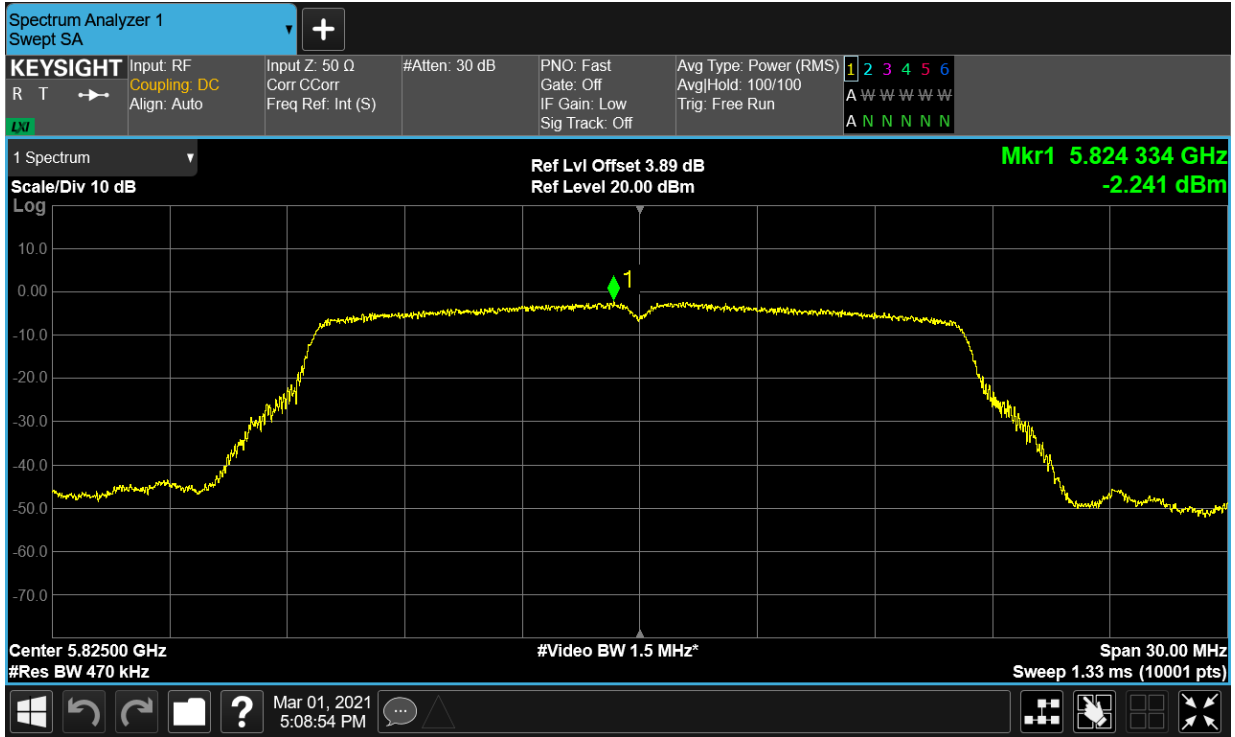 Spectrum Analyzer 1
Swept SA
+
KEYSIGHT
R T
LXI
Input: RF
Coupling: DC
Align: Auto
Input Z: 50 Ω
Corr CCorr
Freq Ref: Int (S)
#Atten: 30 dB
PNO: Fast
Gate: Off
IF Gain: Low
Sig Track: Off
Avg Type: Power (RMS)
Avg|Hold: 100/100
Trig: Free Run
1 2 3 4 5 6
A W W W W W
A N N N N N
1 Spectrum
Scale/Div 10 dB
Log
Ref Lvl Offset 3.89 dB
Ref Level 20.00 dBm
Mkr1 5.824 334 GHz
-2.241 dBm
10.0
0.00
-10.0
-20.0
-30.0
-40.0
-50.0
-60.0
-70.0
1
Center 5.82500 GHz
#Res BW 470 kHz
#Video BW 1.5 MHz*
Span 30.00 MHz
Sweep 1.33 ms (10001 pts)
?
Mar 01, 2021
5:08:54 PM